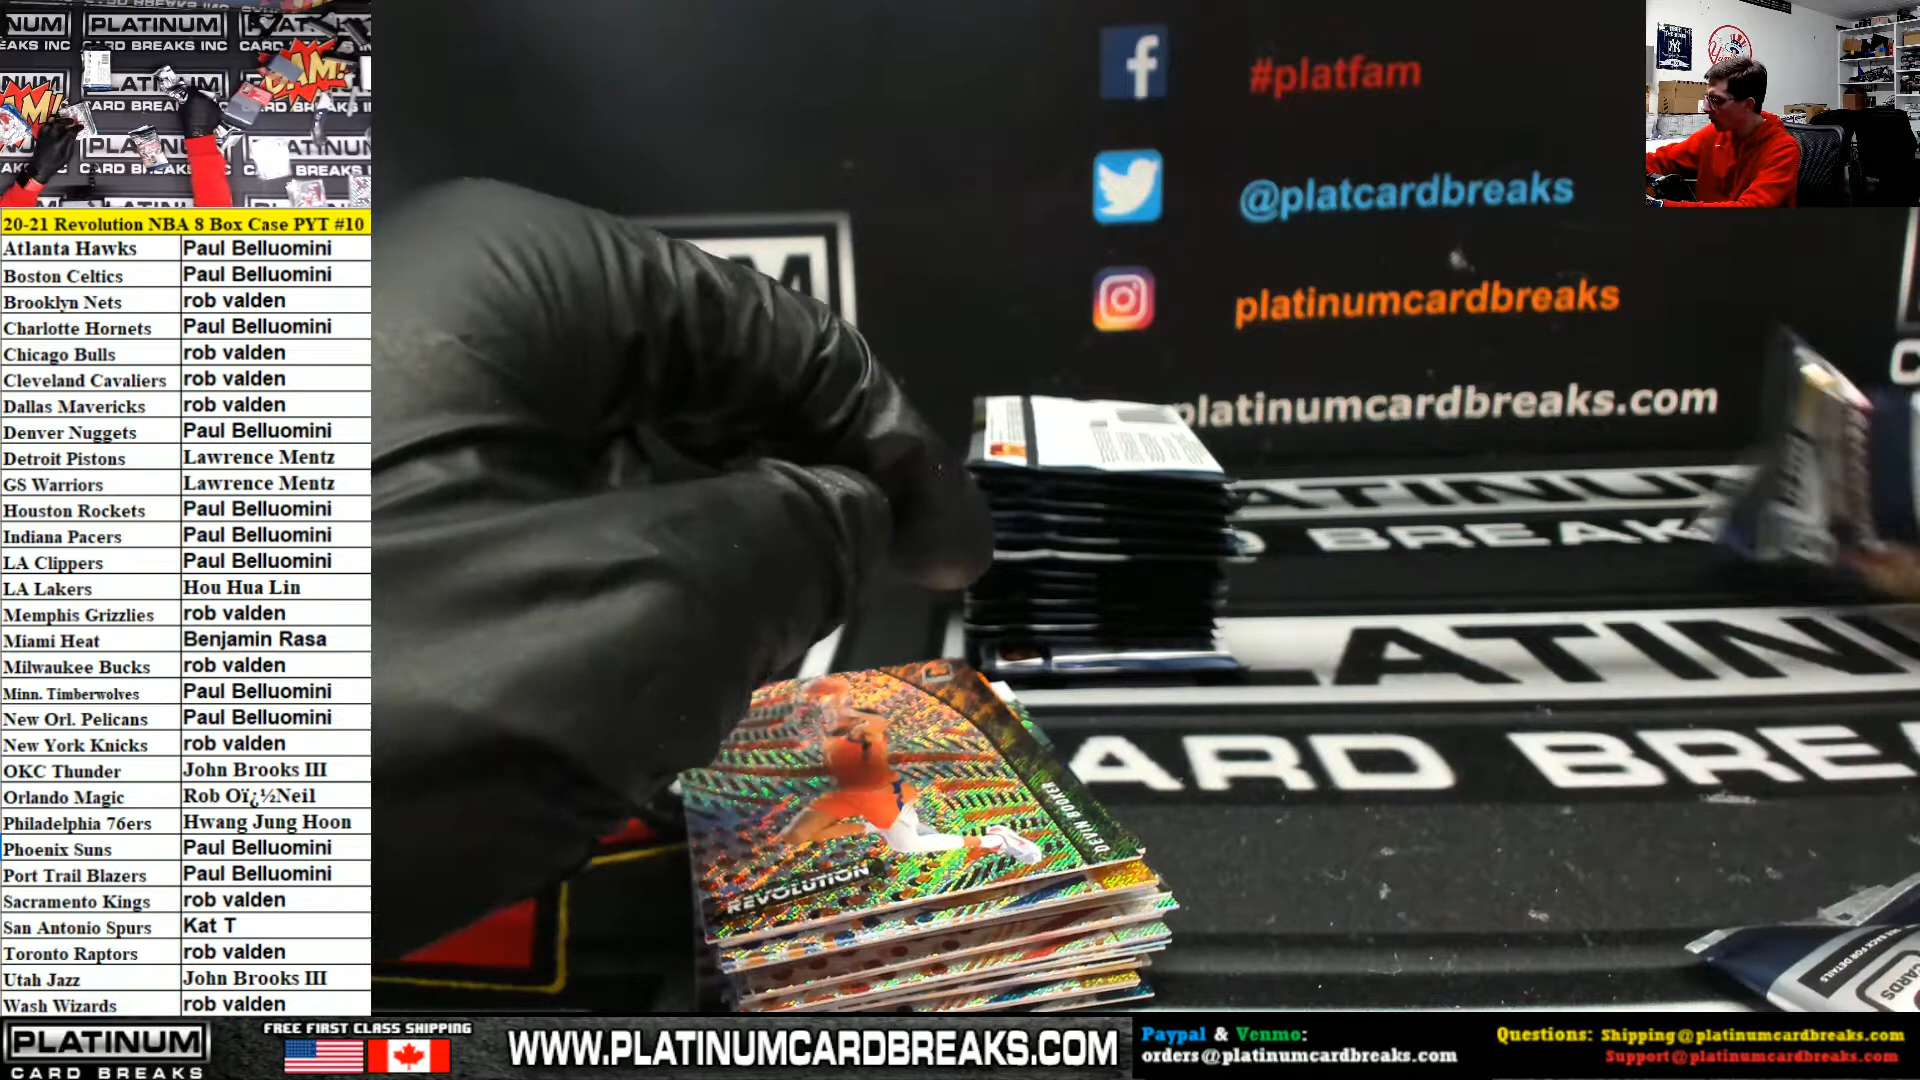 20-21 Revolution NBA 8 Box Case PYT #10
Atlanta Hawks Paul Belluomini
Boston Celtics Paul Belluomini
Brooklyn Nets rob valden
Charlotte Hornets Paul Belluomini
Chicago Bulls rob valden
Cleveland Cavaliers rob valden
Dallas Mavericks rob valden
Denver Nuggets Paul Belluomini
Detroit Pistons Lawrence Mentz
GS Warriors Lawrence Mentz
Houston Rockets Paul Belluomini
Indiana Pacers Paul Belluomini
LA Clippers Paul Belluomini
LA Lakers Hou Hua Lin
Memphis Grizzlies rob valden
Miami Heat Benjamin Rasa
Milwaukee Bucks rob valden
Minn. Timberwolves Paul Belluomini
New Orl. Pelicans Paul Belluomini
New York Knicks rob valden
OKC Thunder John Brooks III
Orlando Magic Rob Oï¿½Neil
Philadelphia 76ers Hwang Jung Hoon
Phoenix Suns Paul Belluomini
Port Trail Blazers Paul Belluomini
Sacramento Kings rob valden
San Antonio Spurs Kat T
Toronto Raptors rob valden
Utah Jazz John Brooks III
Wash Wizards rob valden
#platfam
@platcardbreaks
platinumcardbreaks
platinumcardbreaks.com
DEVIN BOOKER
REVOLUTION
PLATINUM
CARD BREAKS
FREE FIRST CLASS SHIPPING
WWW.PLATINUMCARDBREAKS.COM
Paypal & Venmo:
orders@platinumcardbreaks.com
Questions: Shipping@platinumcardbreaks.com
Support@platinumcardbreaks.com